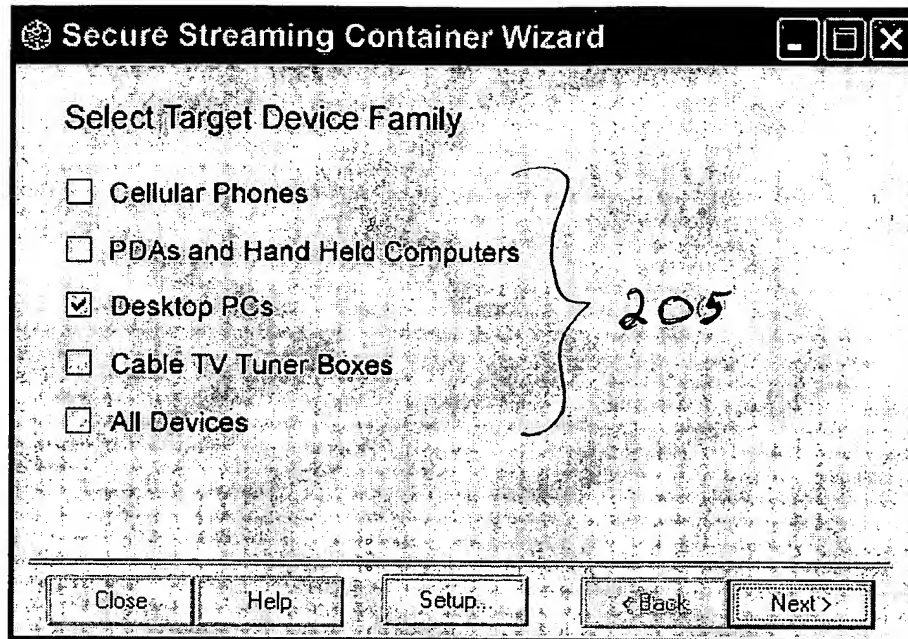 Secure Streaming Container Wizard
Select Target Device Family
Cellular Phones
PDAs and Hand Held Computers
Desktop PCs
Cable TV Tuner Boxes
All Devices
205
Close Help Setup... < Back Next >